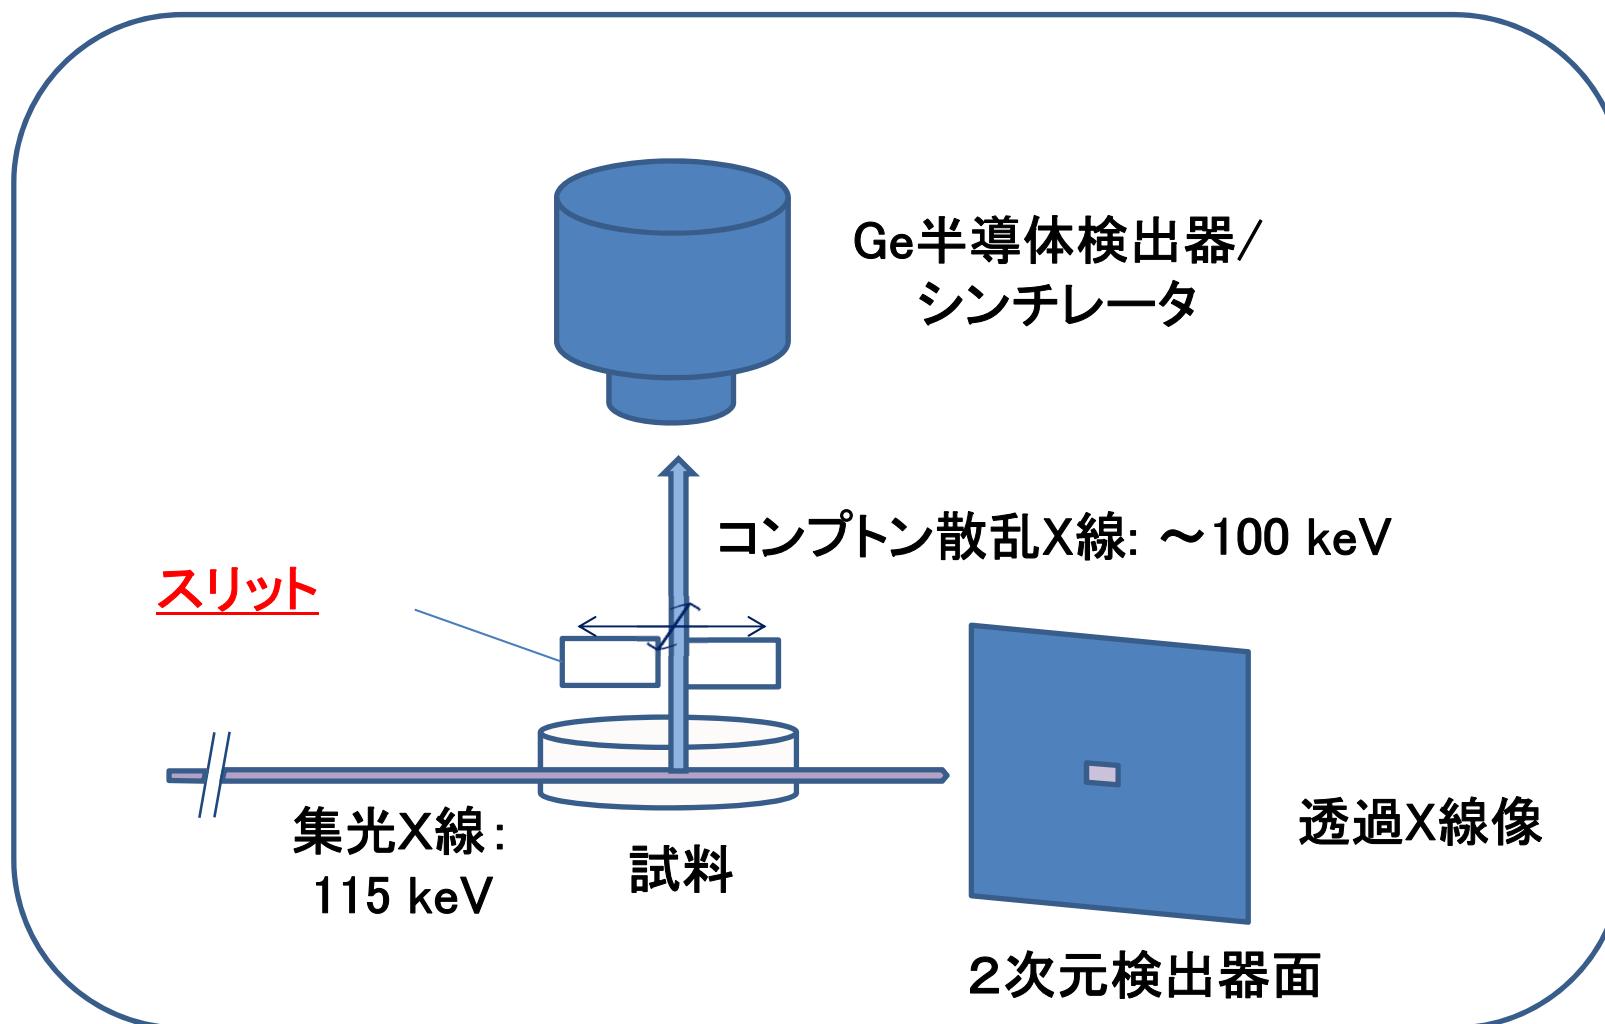 Ge半導体検出器/
シンチレータ
コンプトン散乱X線: ～100 keV
スリット
集光X線:
115 keV
試料
透過X線像
２次元検出器面